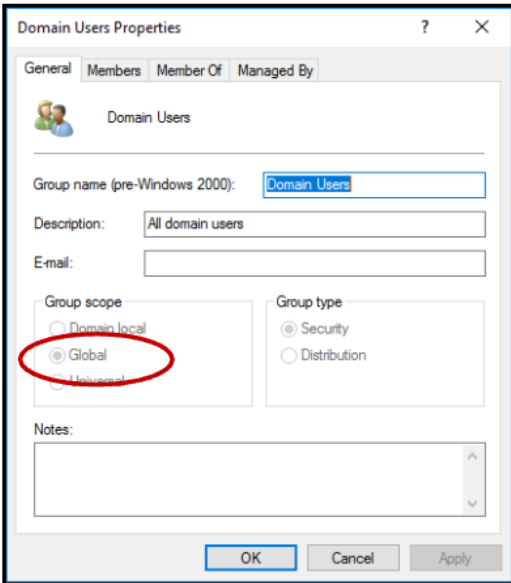 Domain Users Properties ? ×
General Members Member Of Managed By
Domain Users
Group name (pre-Windows 2000): Domain Users
Description: All domain users
E-mail:
Group scope
Domain local
Global
Universal
Group type
Security
Distribution
Notes:
OK Cancel Apply